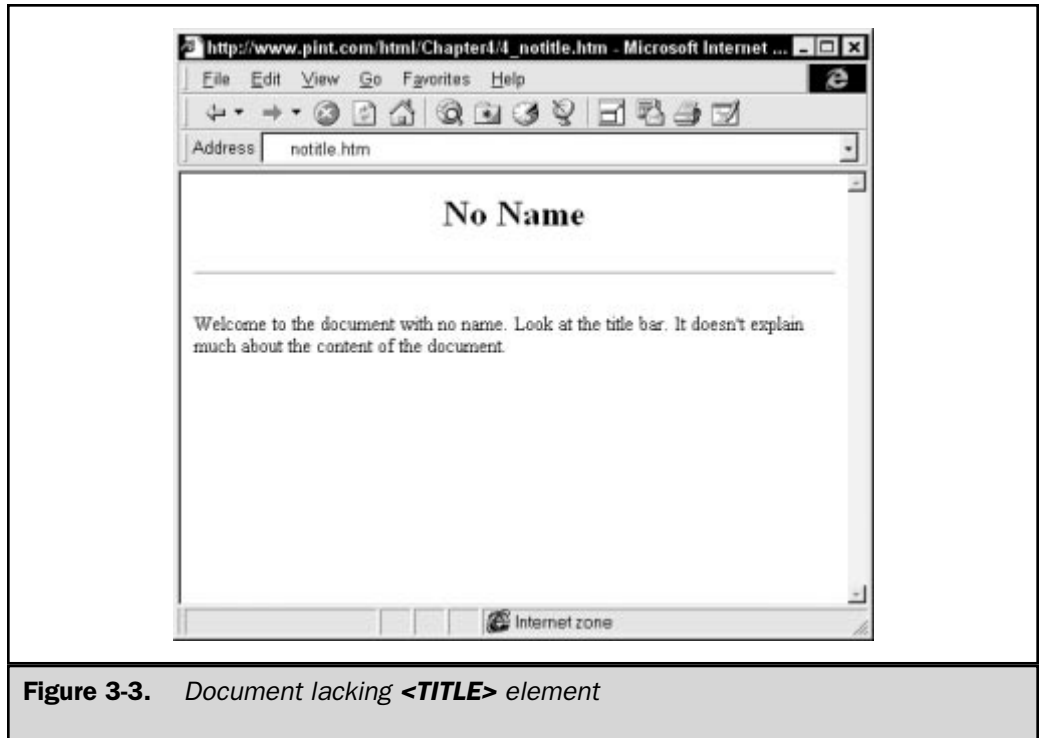 http://www.pint.com/html/Chapter4/4_notitle.htm - Microsoft Internet ...
File Edit View Go Favorites Help
Address notitle.htm
No Name
Welcome to the document with no name. Look at the title bar. It doesn't explain
much about the content of the document.
Internet zone
Figure 3-3. Document lacking <TITLE> element